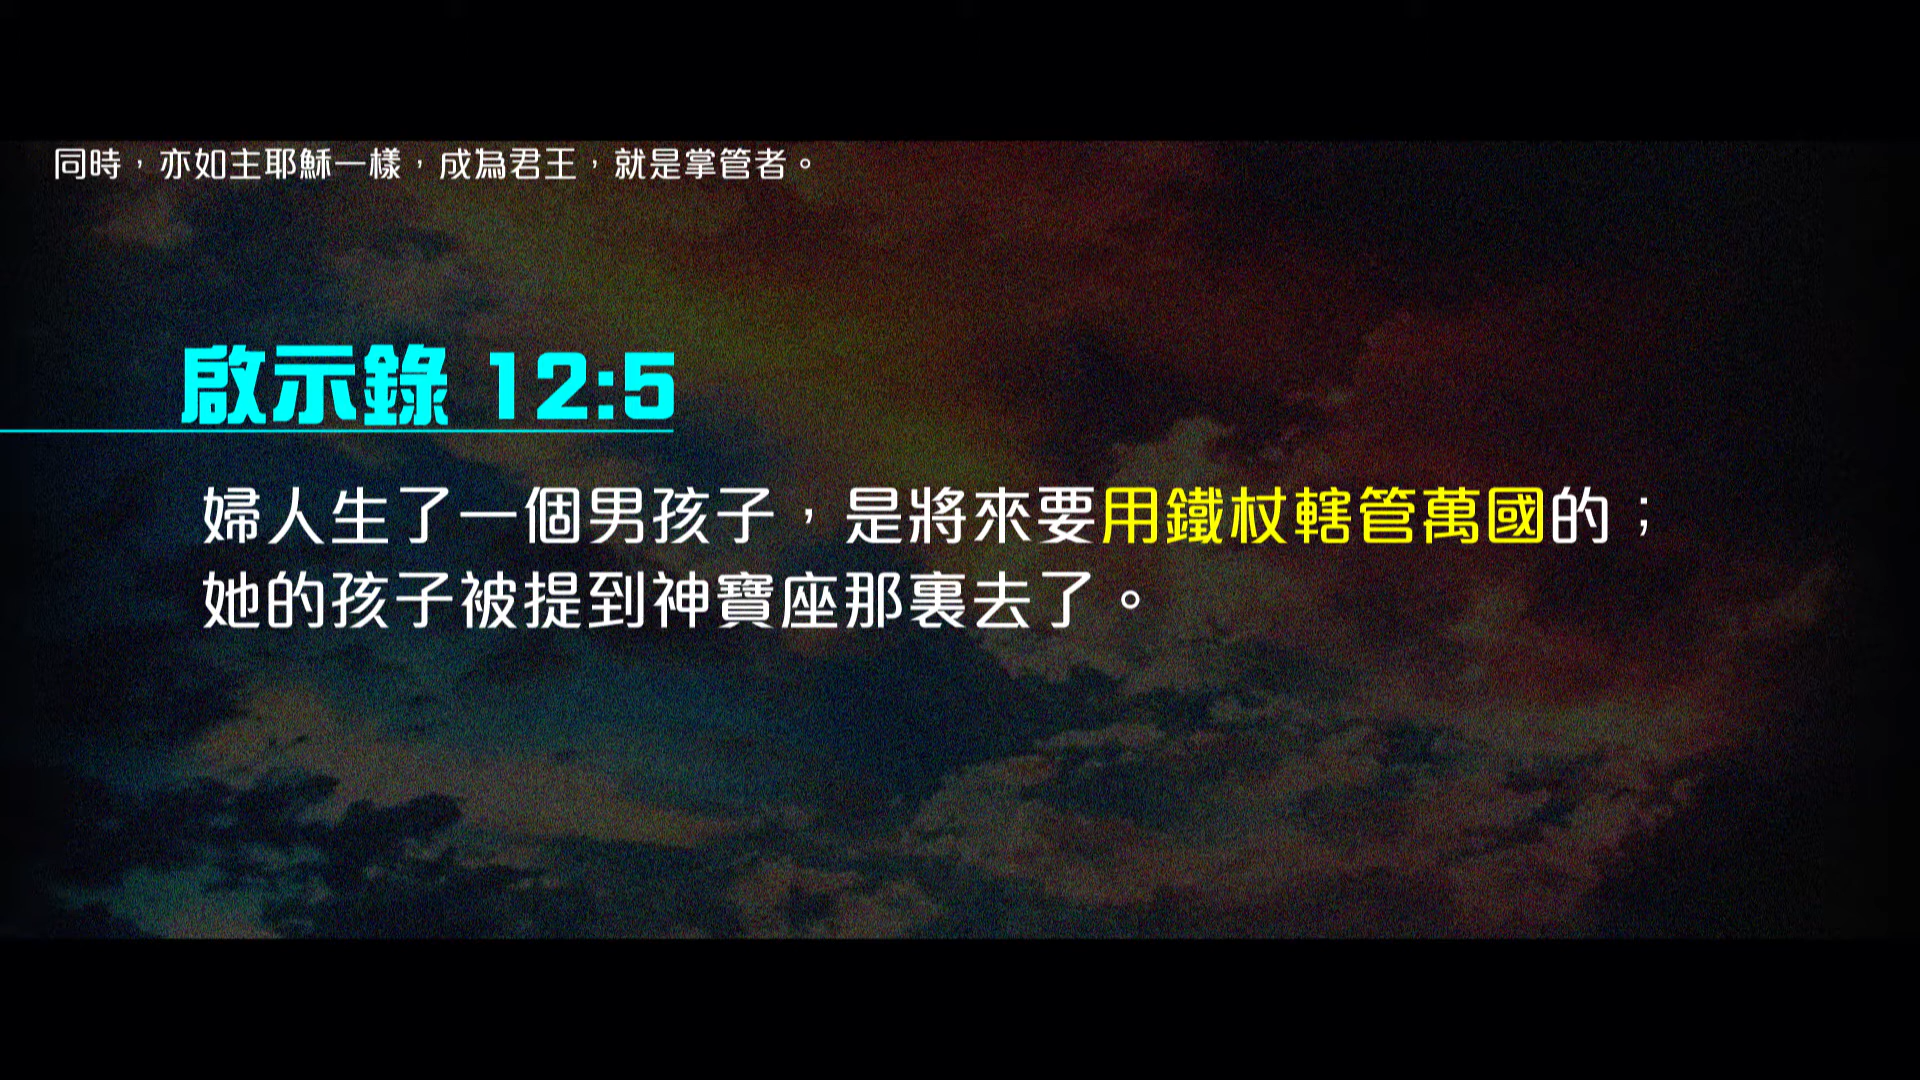 同時，亦如主耶穌一樣，成為君王，就是掌管者。
啟示錄 12:5
婦人生了一個男孩子，是將來要用鐵杖轄管萬國的；
她的孩子被提到神寶座那裏去了。